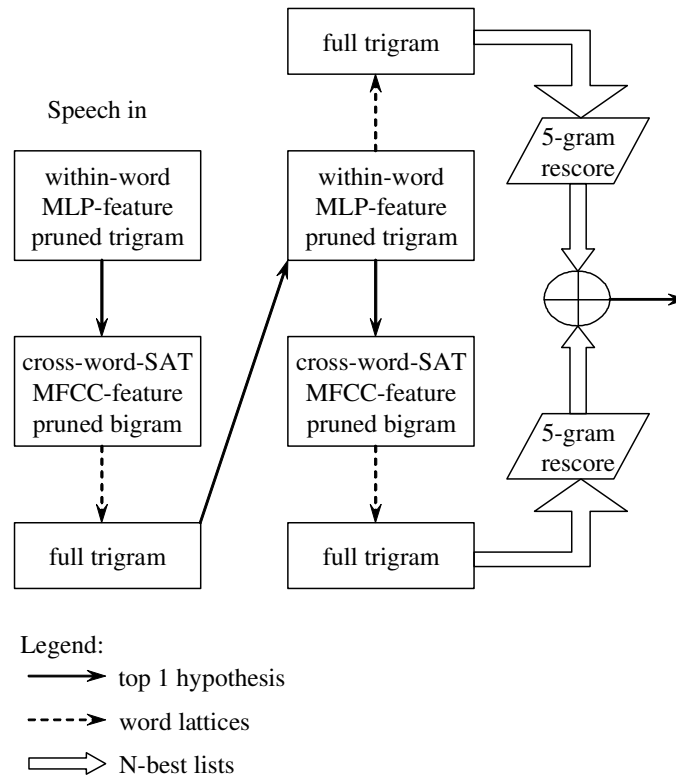 Speech in
within-word
MLP-feature
pruned trigram
cross-word-SAT
MFCC-feature
pruned bigram
full trigram
full trigram
within-word
MLP-feature
pruned trigram
cross-word-SAT
MFCC-feature
pruned bigram
full trigram
5-gram
rescore
5-gram
rescore
Legend:
top 1 hypothesis
word lattices
N-best lists